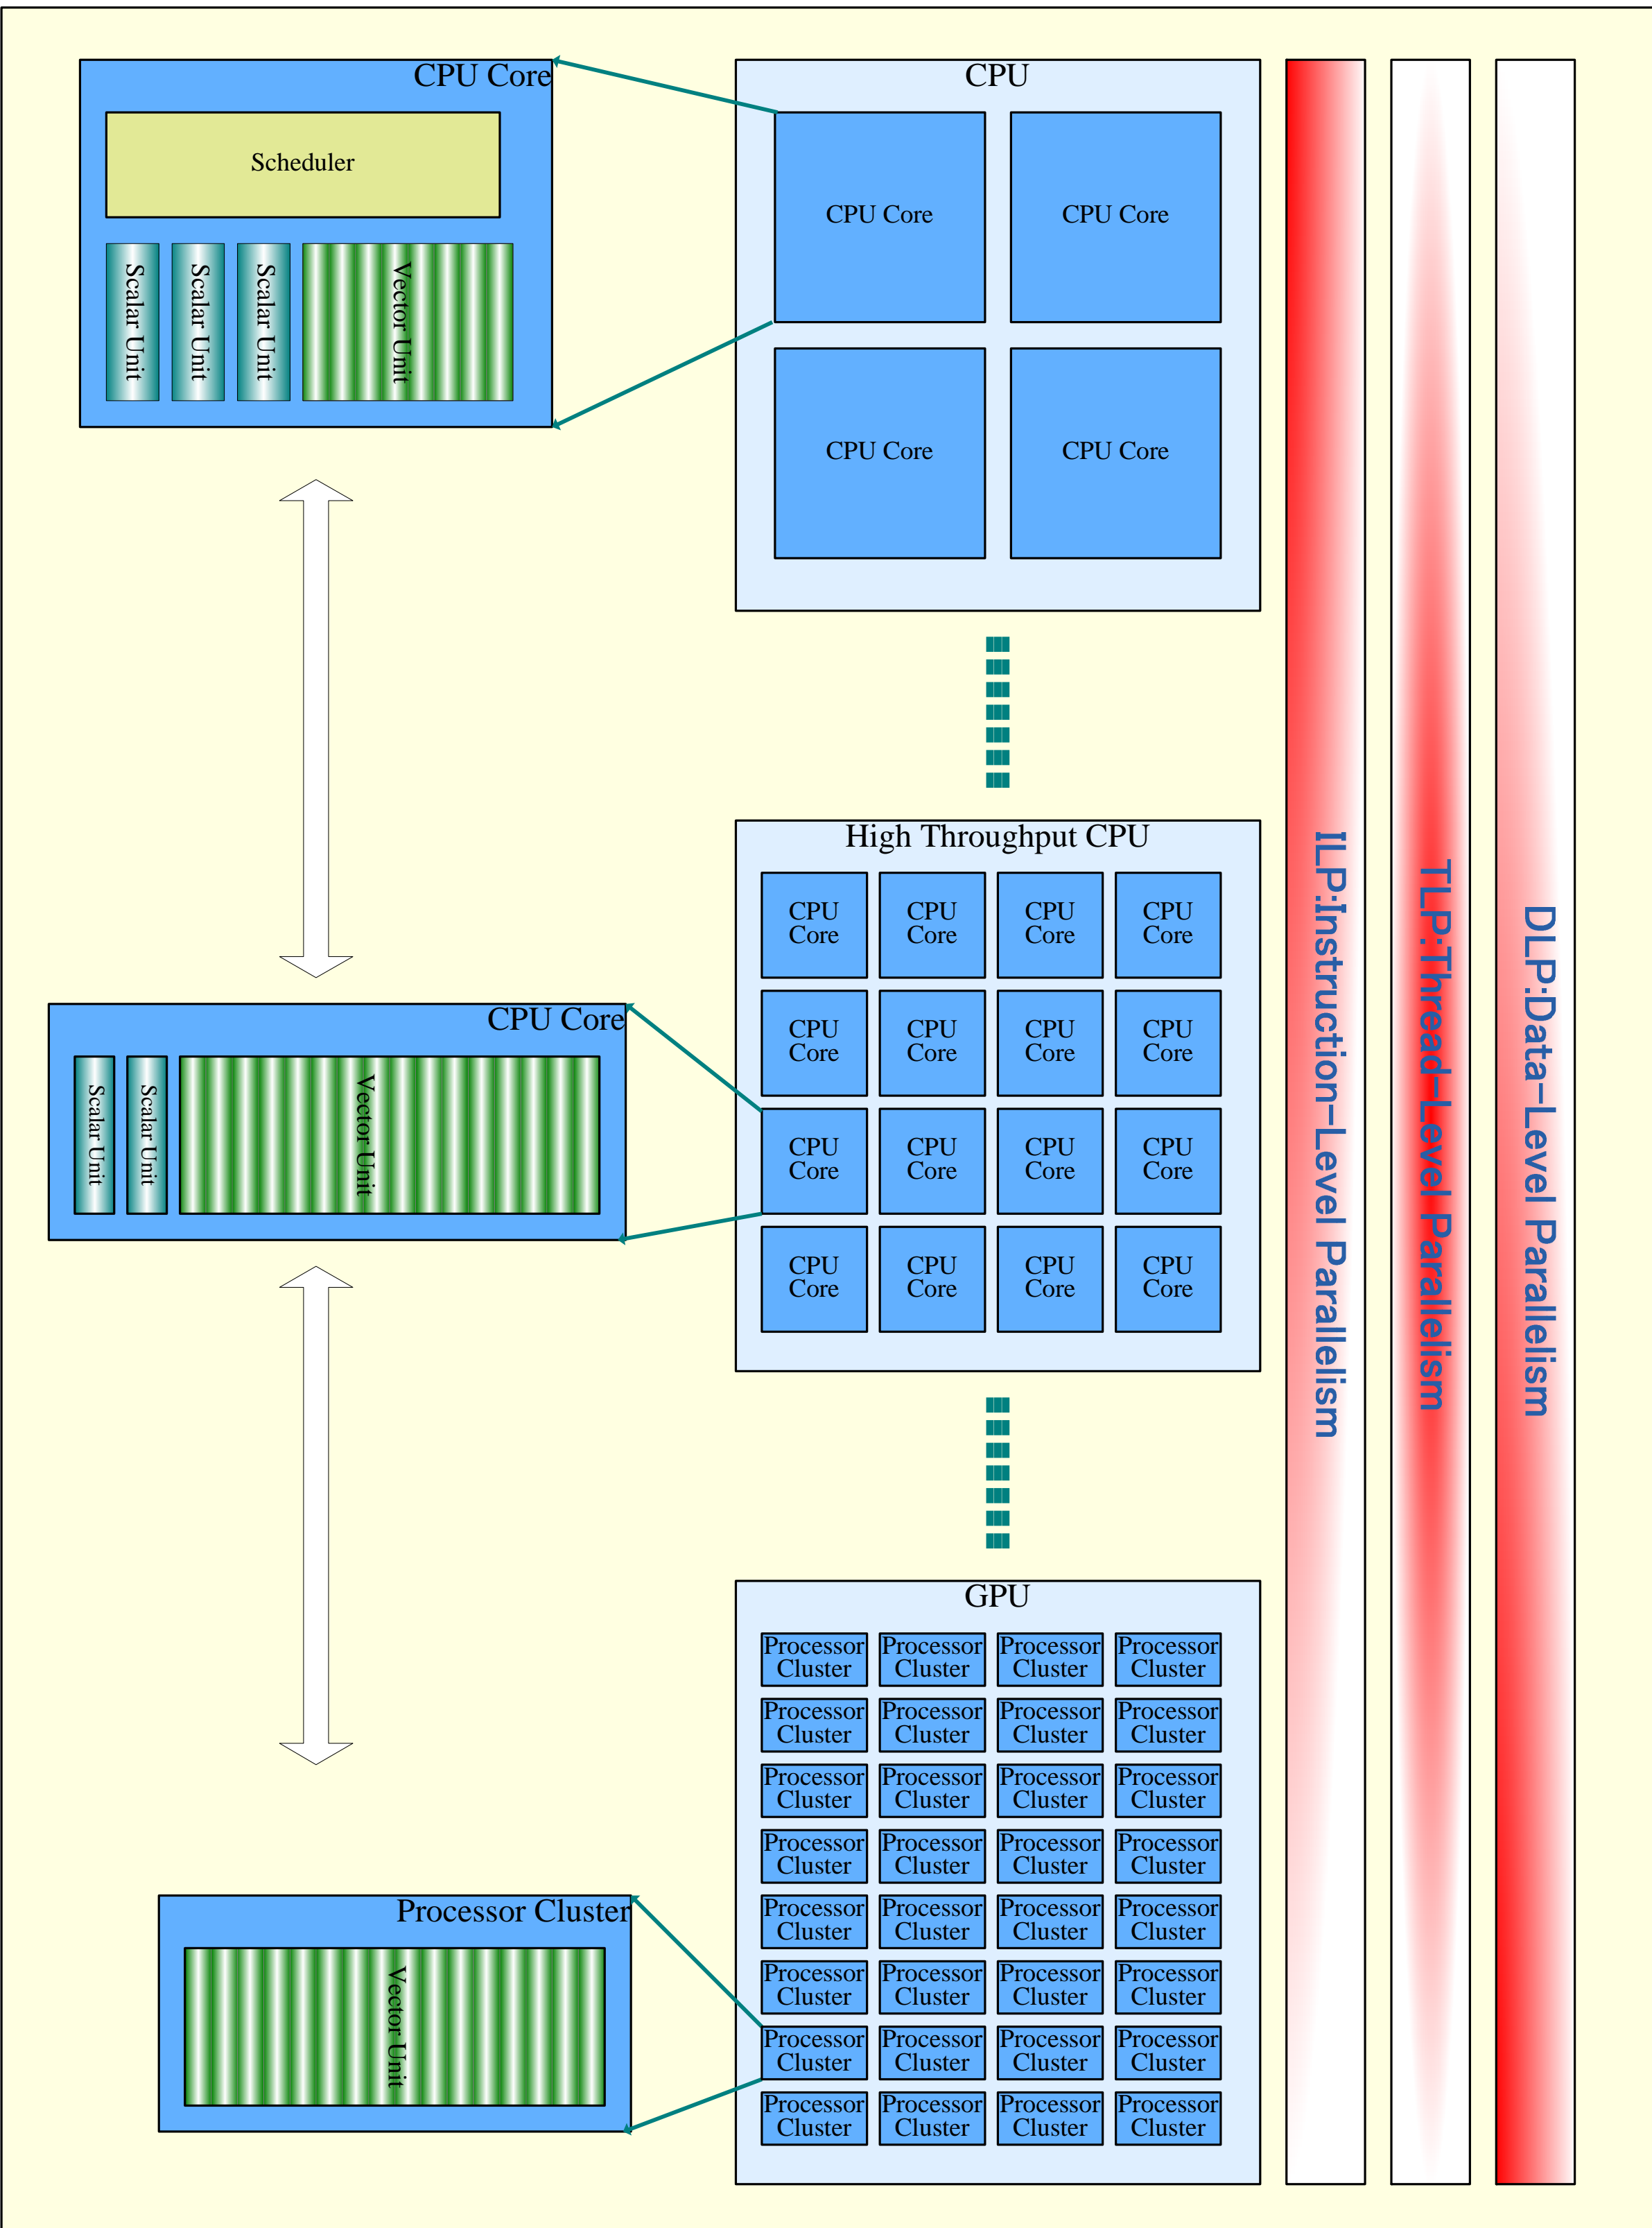 CPU Core
Scheduler
Scalar Unit
Scalar Unit
Scalar Unit
Vector Unit
CPU
CPU Core
CPU Core
CPU Core
CPU Core
High Throughput CPU
CPU
Core
CPU
Core
CPU
Core
CPU
Core
CPU
Core
CPU
Core
CPU
Core
CPU
Core
CPU
Core
CPU
Core
CPU
Core
CPU
Core
CPU
Core
CPU
Core
CPU
Core
CPU
Core
CPU Core
Scalar Unit
Scalar Unit
Vector Unit
GPU
Processor
Cluster
Processor
Cluster
Processor
Cluster
Processor
Cluster
Processor
Cluster
Processor
Cluster
Processor
Cluster
Processor
Cluster
Processor
Cluster
Processor
Cluster
Processor
Cluster
Processor
Cluster
Processor
Cluster
Processor
Cluster
Processor
Cluster
Processor
Cluster
Processor
Cluster
Processor
Cluster
Processor
Cluster
Processor
Cluster
Processor
Cluster
Processor
Cluster
Processor
Cluster
Processor
Cluster
Processor
Cluster
Processor
Cluster
Processor
Cluster
Processor
Cluster
Processor
Cluster
Processor
Cluster
Processor
Cluster
Processor
Cluster
Processor Cluster
Vector Unit
ILP:Instruction-Level Parallelism
TLP:Thread-Level Parallelism
DLP:Data-Level Parallelism